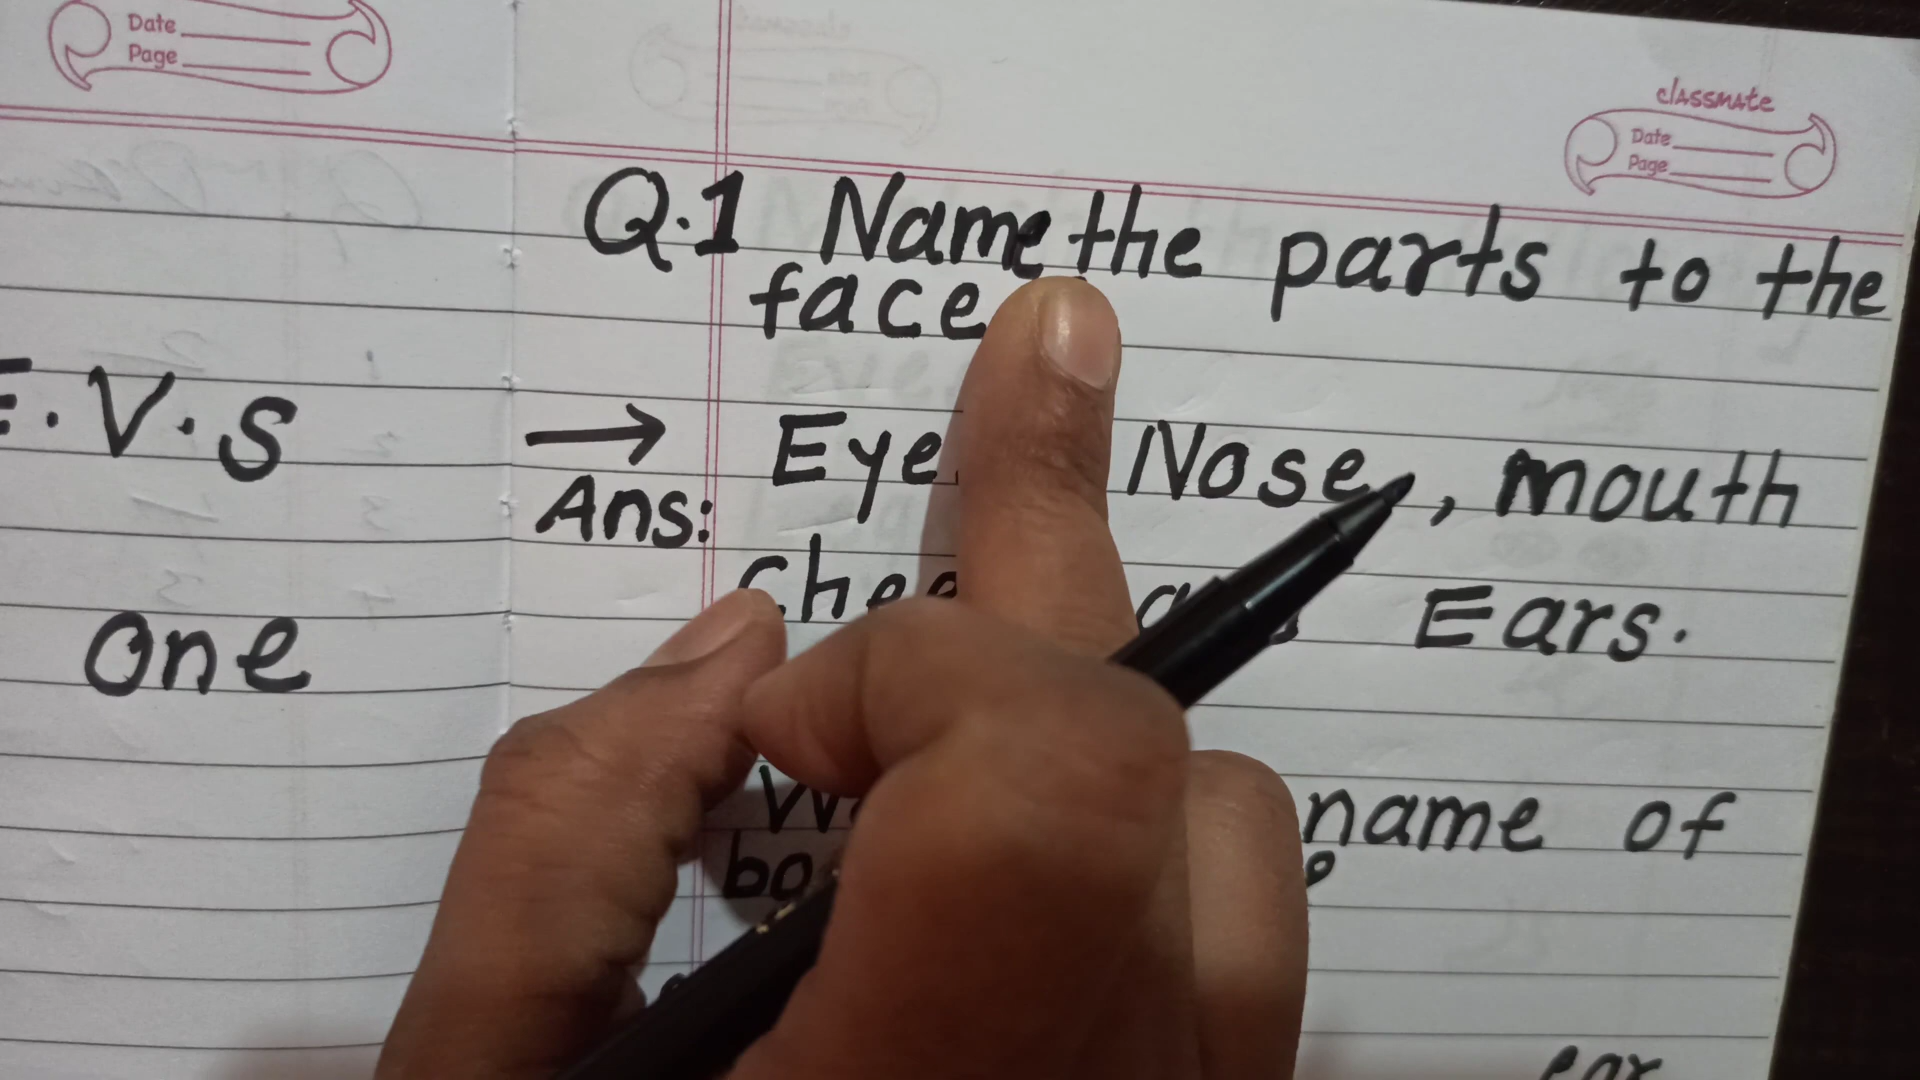 Date
Page
classmate
Date
Page
Q.1 Name the parts to the
face
E.V.S
→ Eye Nose, mouth
Ans:
Ears.
one
name of
ear